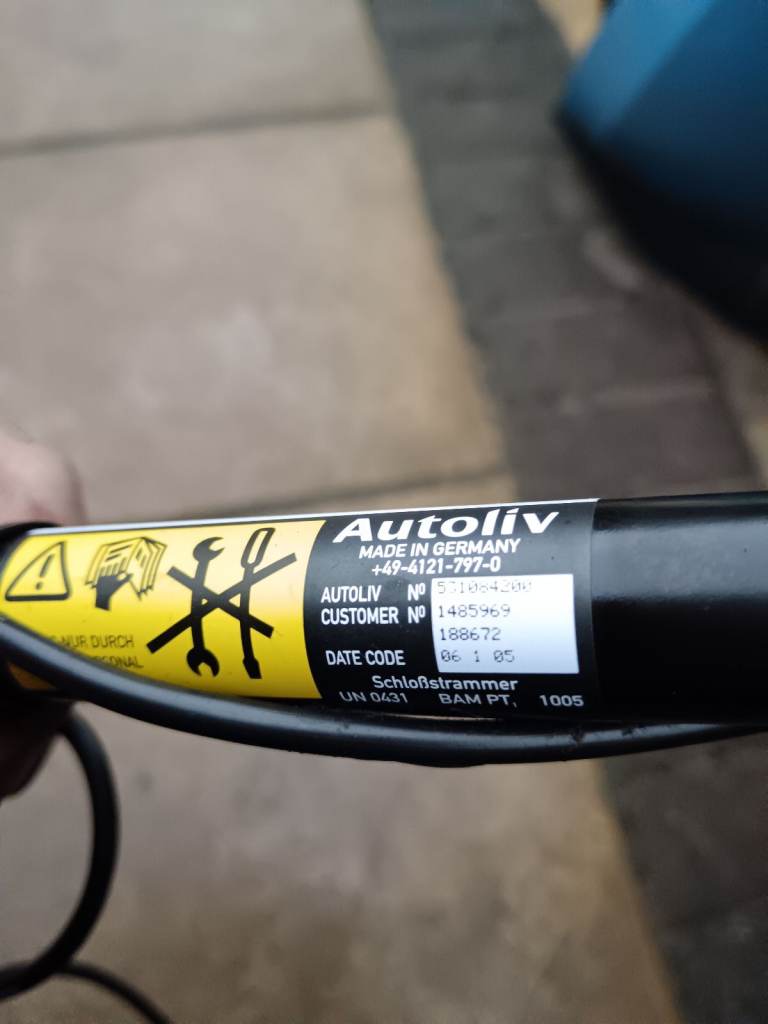 Autoliv
MADE IN GERMANY
+49-4121-797-0
AUTOLIV Nº 531084200
CUSTOMER Nº 1485969
188672
DATE CODE 06 1 05
Schloßstrammer
UN 0431 BAM PT, 1005
NUR DURCH